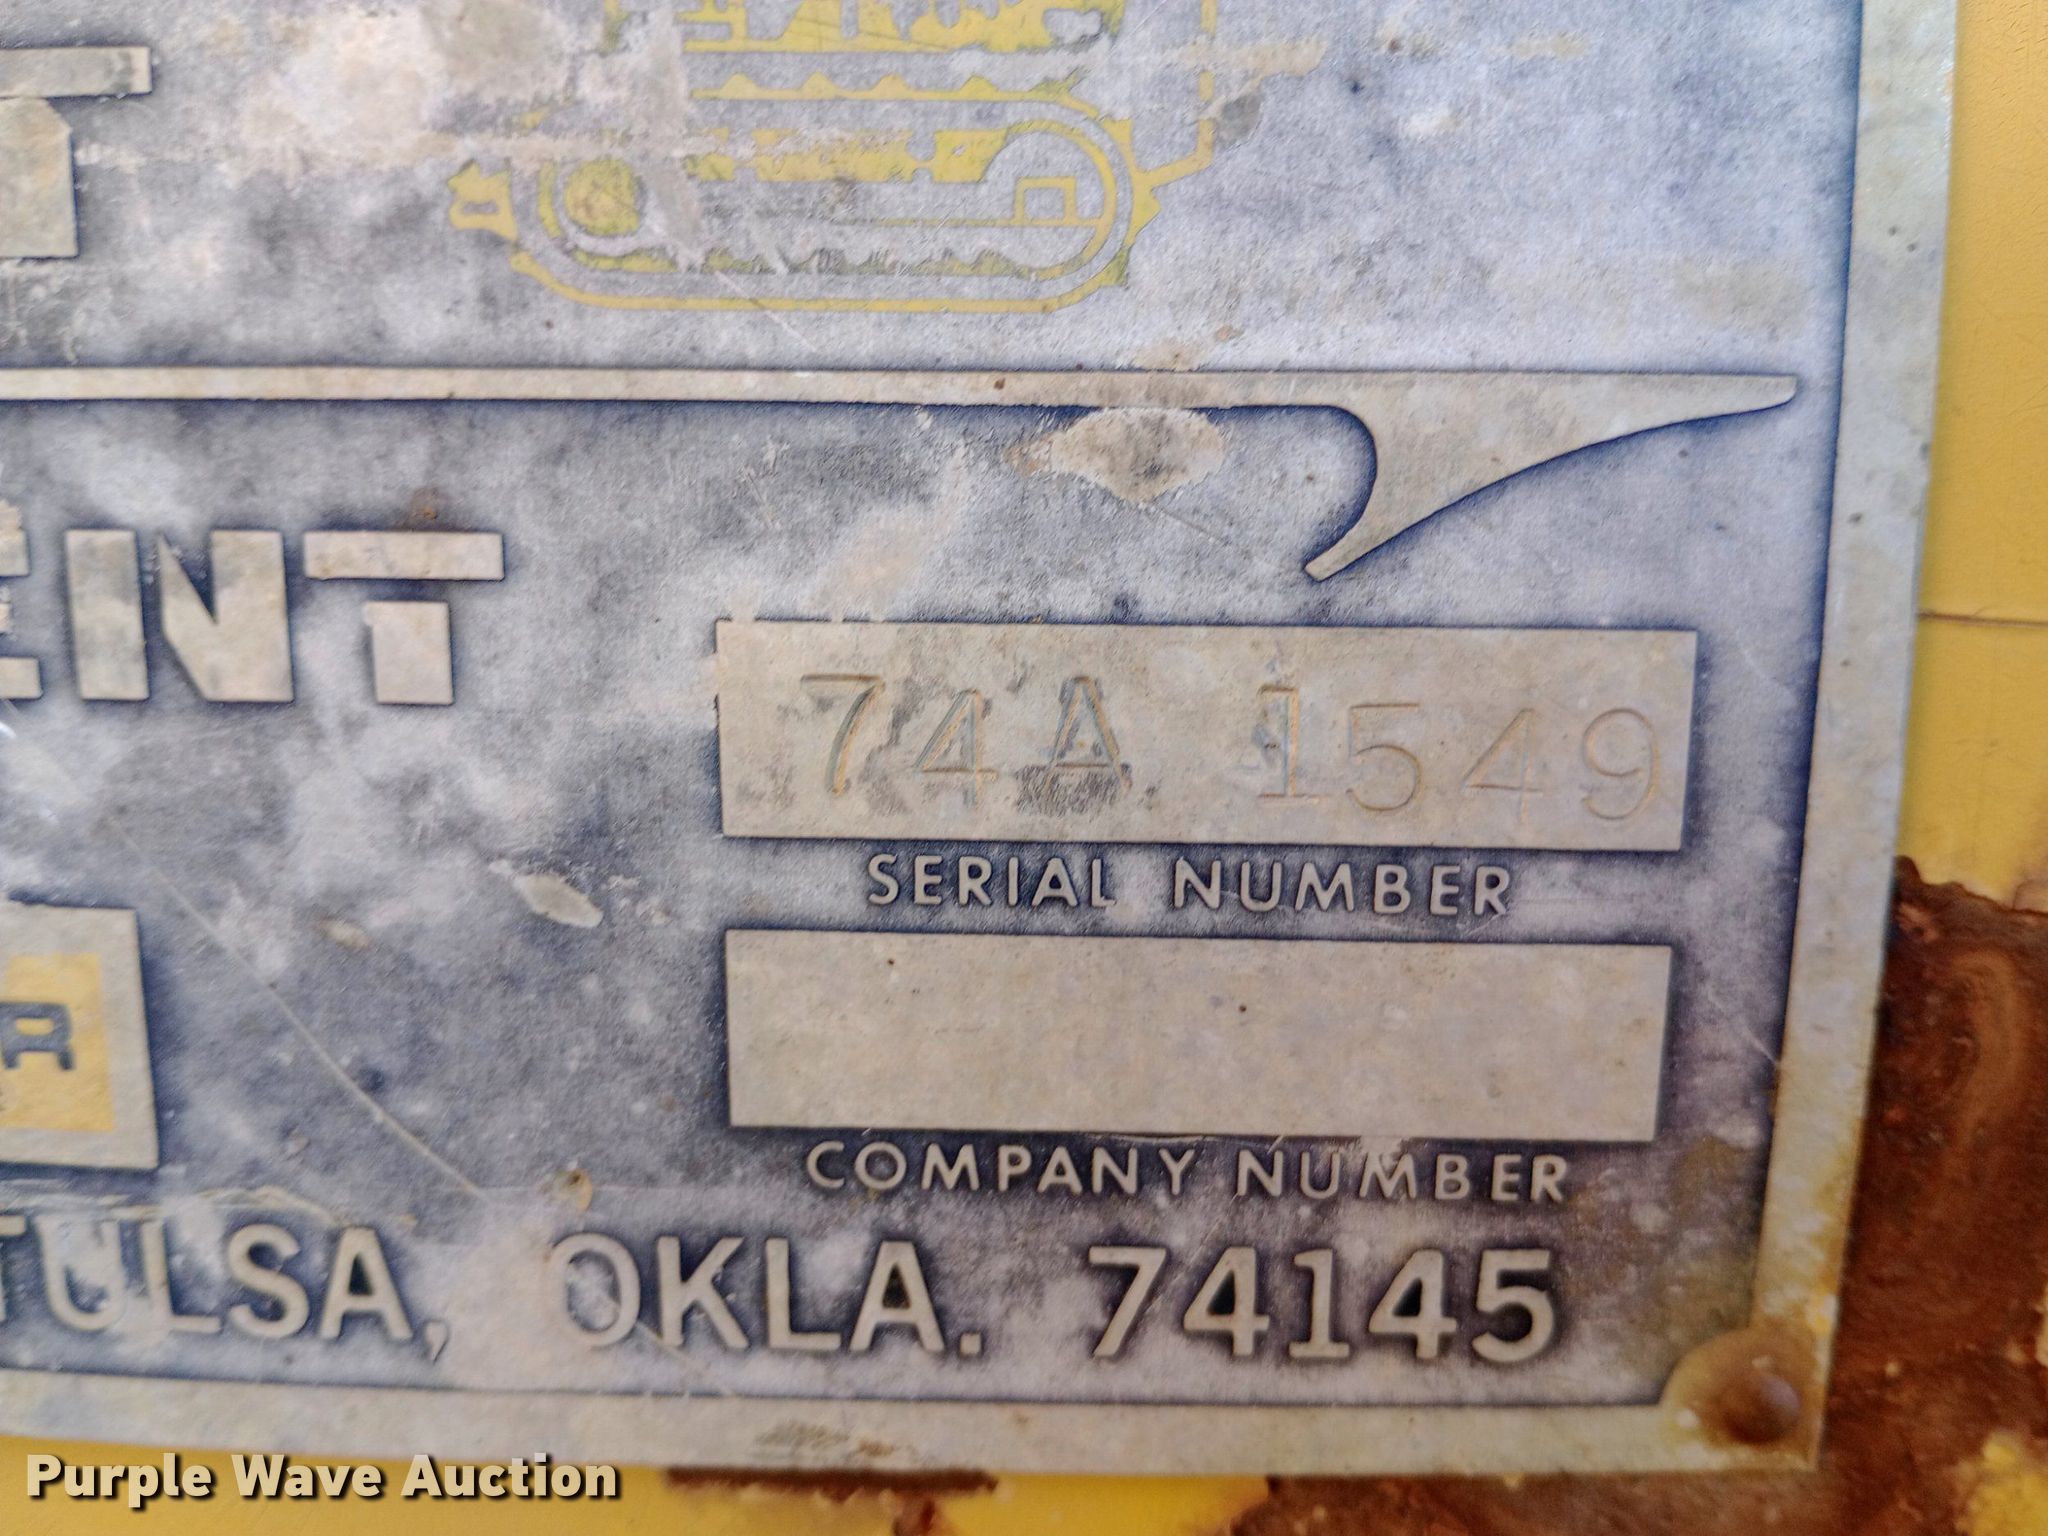 T
ENT
74A 1549
SERIAL NUMBER
R
COMPANY NUMBER
TULSA, OKLA. 74145
Purple Wave Auction